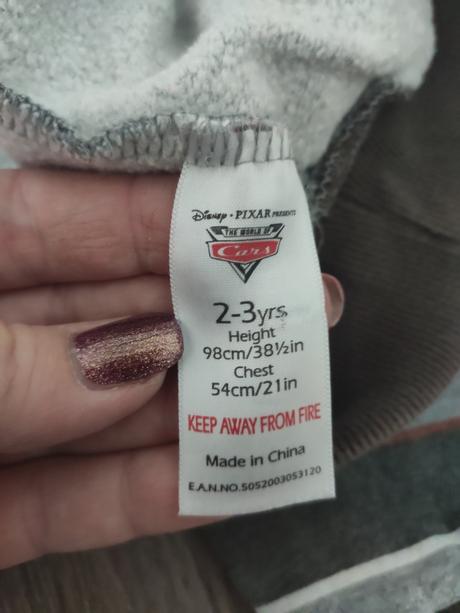 Disney · PIXAR PRESENTS
THE WORLD OF
Cars
2-3yrs
Height
98cm/38½in
Chest
54cm/21in
KEEP AWAY FROM FIRE
Made in China
E.A.N.NO.5052003053120